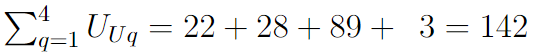 ∑_{q=1}^{4} U_{Uq} = 22 + 28 + 89 + 3 = 142